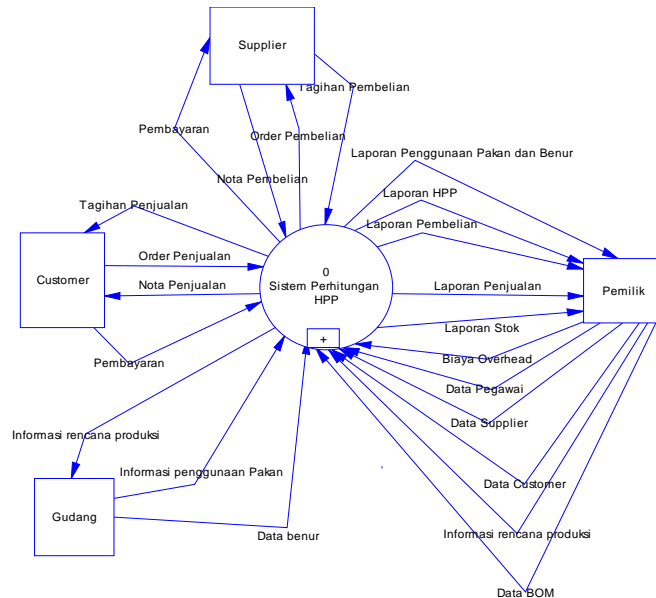 Supplier
Tagihan Pembelian
Pembayaran
Order Pembelian
Nota Pembelian
Laporan Penggunaan Pakan dan Benur
Laporan HPP
Laporan Pembelian
Tagihan Penjualan
Order Penjualan
Customer
Nota Penjualan
Pembayaran
0
Sistem Perhitungan
HPP
+
Laporan Penjualan
Pemilik
Laporan Stok
Biaya Overhead
Data Pegawai
Data Supplier
Informasi rencana produksi
Informasi penggunaan Pakan
Data Customer
Gudang
Data benur
Informasi rencana produksi
Data BOM